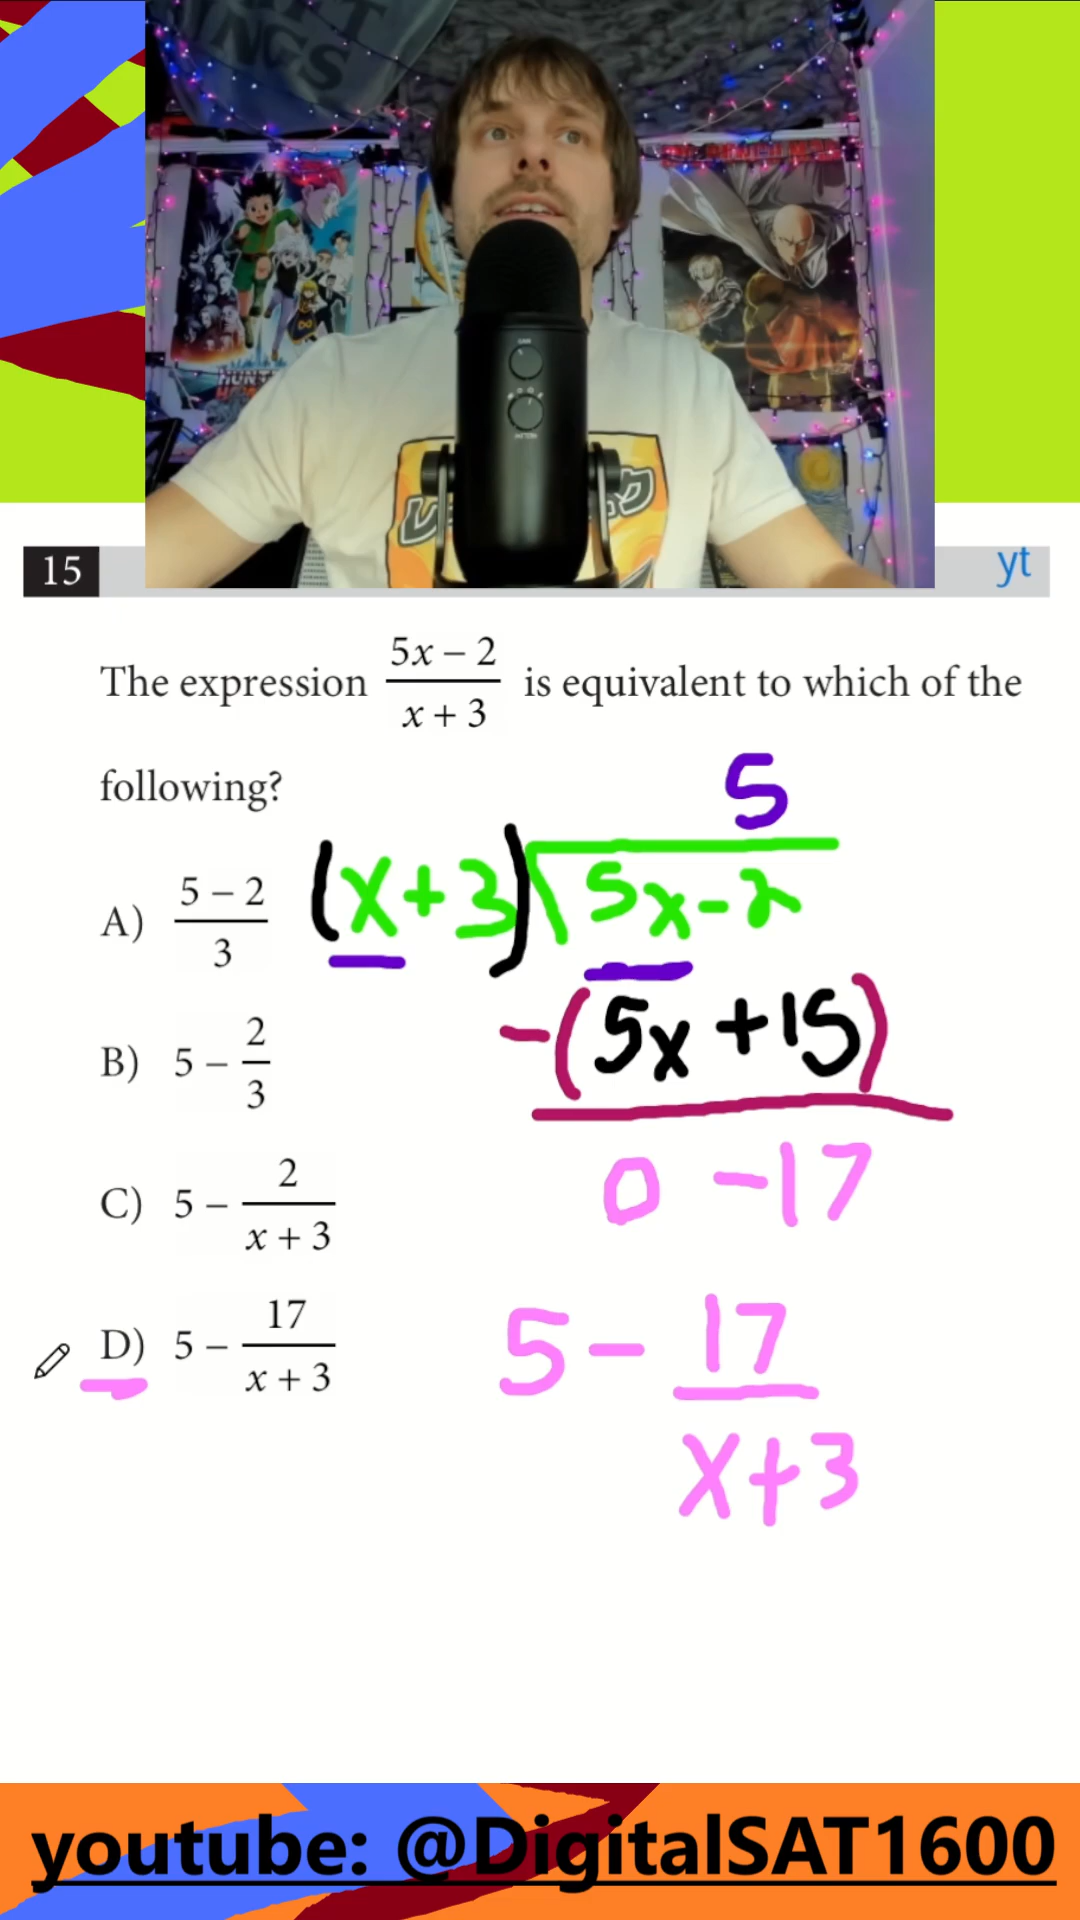 15
yt
The expression (5x − 2)/(x + 3) is equivalent to which of the
following?
5
(x+3) 5x-2
A) (5 − 2)/3
-(5x +15)
B) 5 − 2/3
0 -17
C) 5 − 2/(x + 3)
D) 5 − 17/(x + 3)
5 - 17/(x+3)
youtube: @DigitalSAT1600